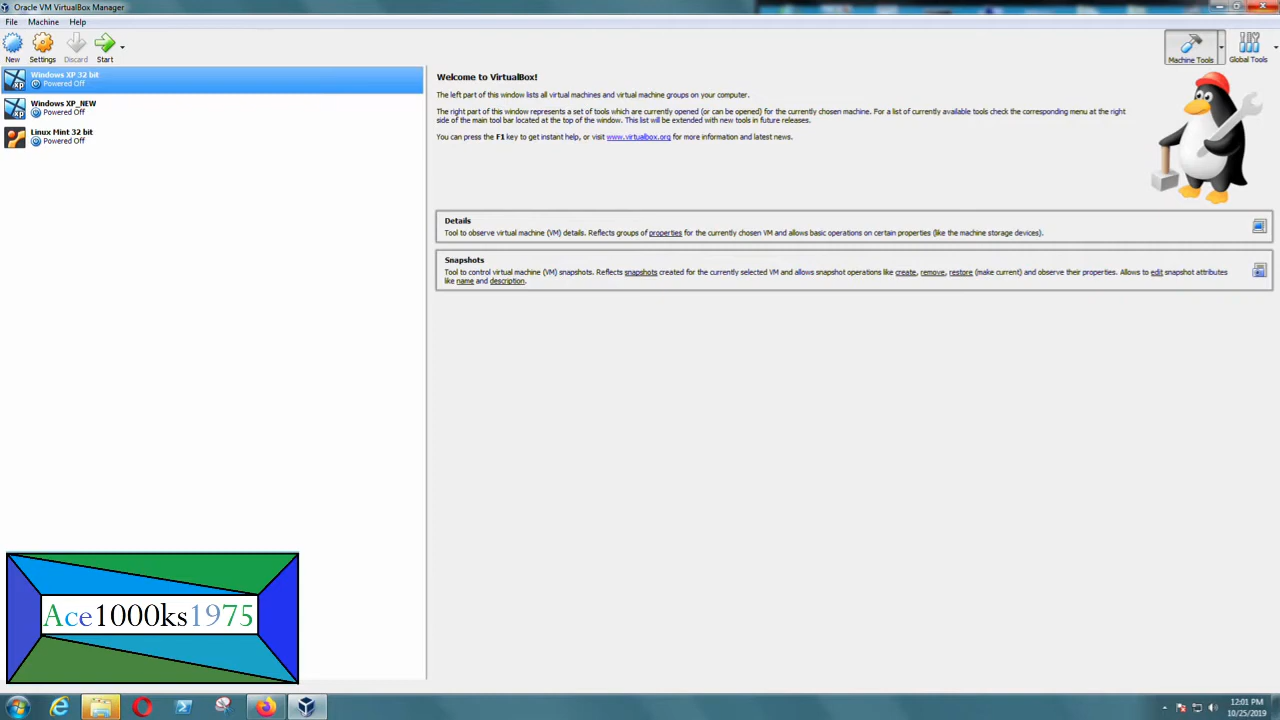 Oracle VM VirtualBox Manager
File Machine Help
New Settings Discard Start
Machine Tools Global Tools
Windows XP 32 bit
Powered Off
Windows XP_NEW
Powered Off
Linux Mint 32 bit
Powered Off
Welcome to VirtualBox!
The left part of this window lists all virtual machines and virtual machine groups on your computer.
The right part of this window represents a set of tools which are currently opened (or can be opened) for the currently chosen machine. For a list of currently available tools check the corresponding menu at the right
side of the main tool bar located at the top of the window. This list will be extended with new tools in future releases.
You can press the F1 key to get instant help, or visit www.virtualbox.org for more information and latest news.
Details
Tool to observe virtual machine (VM) details. Reflects groups of properties for the currently chosen VM and allows basic operations on certain properties (like the machine storage devices).
Snapshots
Tool to control virtual machine (VM) snapshots. Reflects snapshots created for the currently selected VM and allows snapshot operations like create, remove, restore (make current) and observe their properties. Allows to edit snapshot attributes
like name and description.
Ace1000ks1975
12:01 PM
10/25/2019